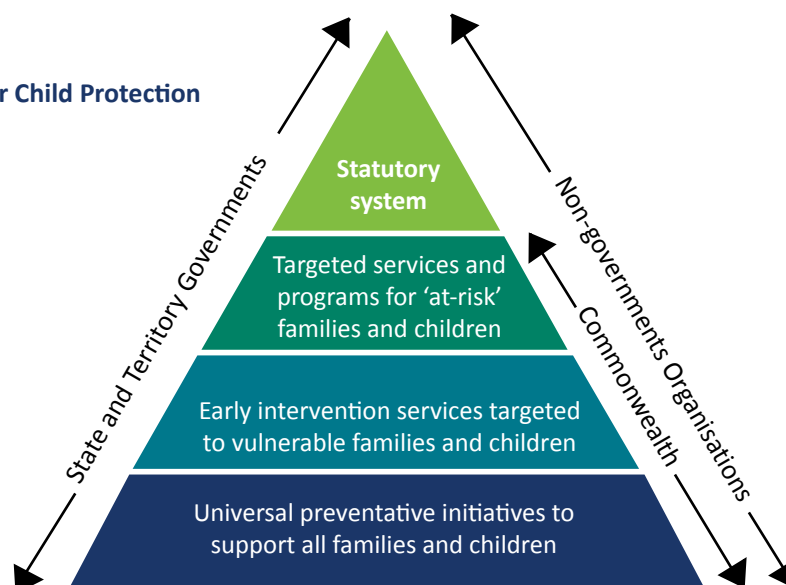 r Child Protection
Statutory
system
Targeted services and
programs for ‘at-risk’
families and children
Early intervention services targeted
to vulnerable families and children
Universal preventative initiatives to
support all families and children
State and Territory Governments
Non-governments Organisations
Commonwealth